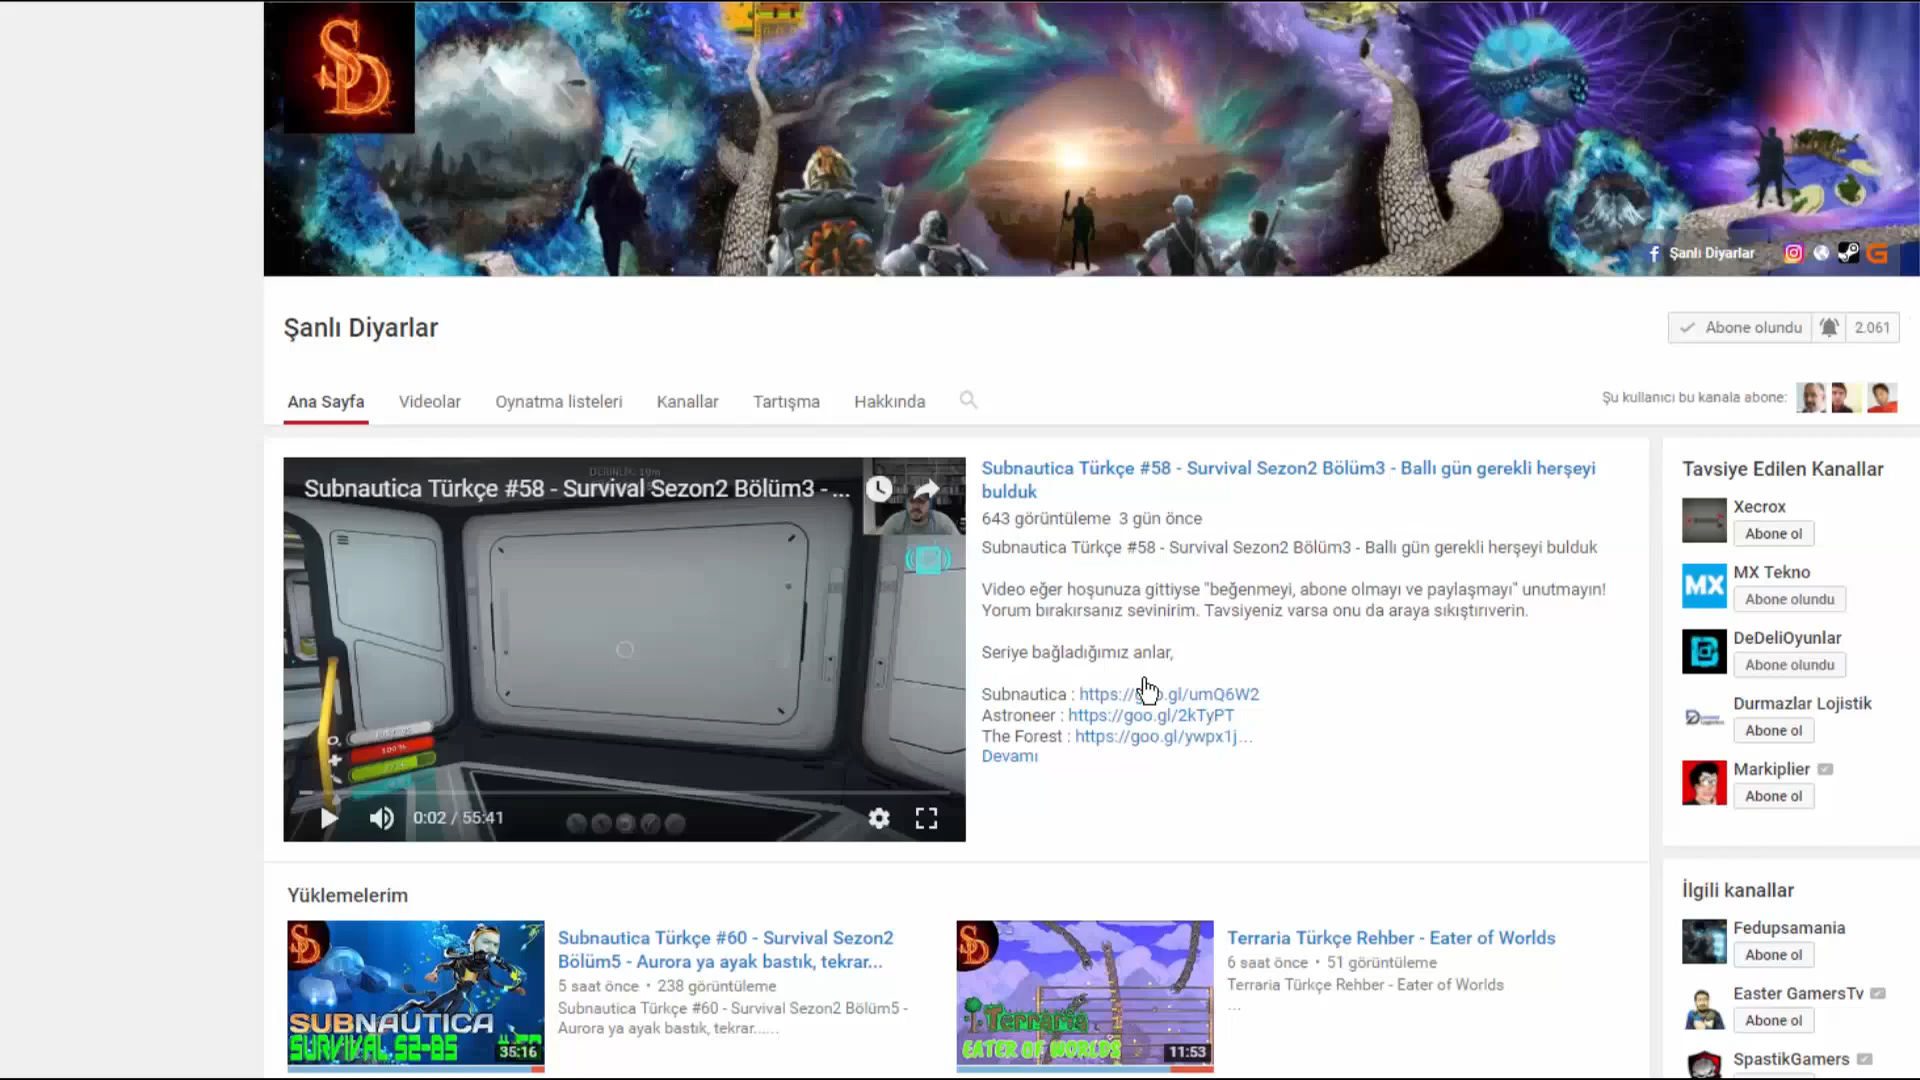 SD
Şanlı Diyarlar
Şanlı Diyarlar
Abone olundu
2.061
Ana Sayfa
Videolar
Oynatma listeleri
Kanallar
Tartışma
Hakkında
Şu kullanıcı bu kanala abone:
Subnautica Türkçe #58 - Survival Sezon2 Bölüm3 - ...
100 %
0:02 / 55:41
Subnautica Türkçe #58 - Survival Sezon2 Bölüm3 - Ballı gün gerekli herşeyi
bulduk
643 görüntüleme 3 gün önce
Subnautica Türkçe #58 - Survival Sezon2 Bölüm3 - Ballı gün gerekli herşeyi bulduk
Video eğer hoşunuza gittiyse "beğenmeyi, abone olmayı ve paylaşmayı" unutmayın!
Yorum bırakırsanız sevinirim. Tavsiyeniz varsa onu da araya sıkıştırıverin.
Seriye bağladığımız anlar,
Subnautica : https://goo.gl/umQ6W2
Astroneer : https://goo.gl/2kTyPT
The Forest : https://goo.gl/ywpx1j...
Devamı
Tavsiye Edilen Kanallar
Xecrox
Abone ol
MX
MX Tekno
Abone olundu
DeDeliOyunlar
Abone olundu
Durmazlar Lojistik
Abone ol
Markiplier
Abone ol
Yüklemelerim
SD
SUBNAUTICA
SURVIVAL S2-B5
35:16
Subnautica Türkçe #60 - Survival Sezon2
Bölüm5 - Aurora ya ayak bastık, tekrar...
5 saat önce • 238 görüntüleme
Subnautica Türkçe #60 - Survival Sezon2 Bölüm5 -
Aurora ya ayak bastık, tekrar......
SD
Terraria
EATER OF WORLDS
11:53
Terraria Türkçe Rehber - Eater of Worlds
6 saat önce • 51 görüntüleme
Terraria Türkçe Rehber - Eater of Worlds
...
İlgili kanallar
Fedupsamania
Abone ol
Easter GamersTv
Abone ol
SpastikGamers